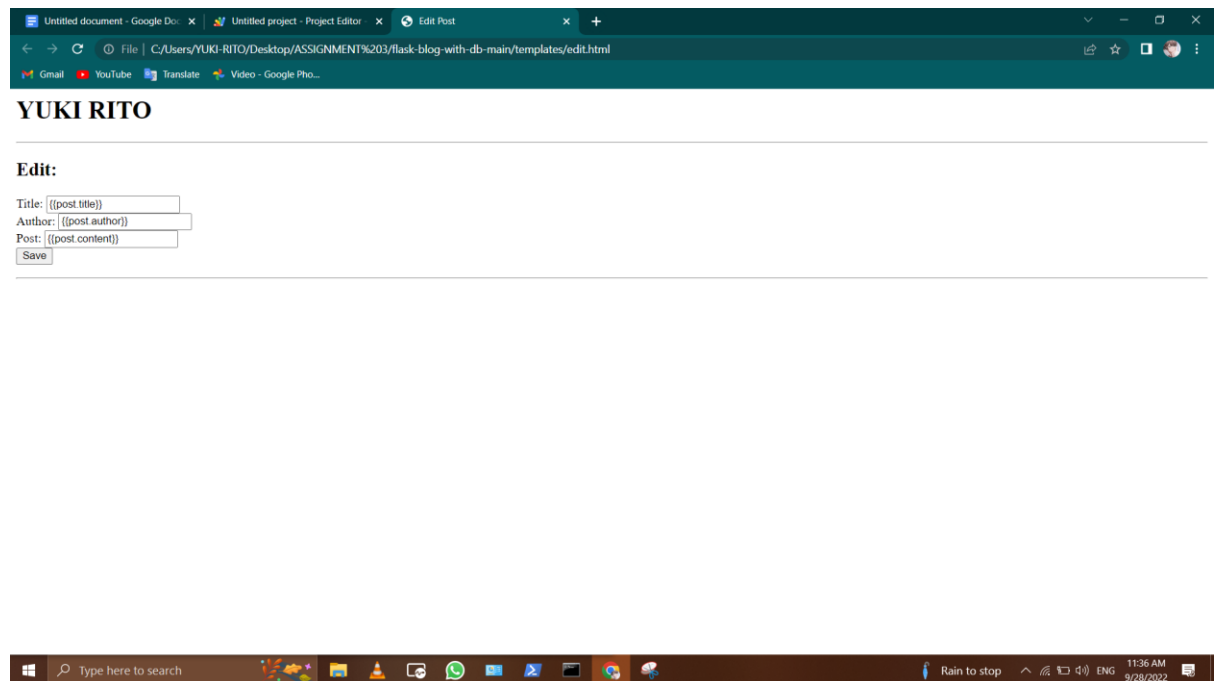 Untitled document - Google Doc
Untitled project - Project Editor -
Edit Post
File | C:/Users/YUKI-RITO/Desktop/ASSIGNMENT%203/flask-blog-with-db-main/templates/edit.html
Gmail YouTube Translate Video - Google Pho...
YUKI RITO
Edit:
Title: {{post.title}}
Author: {{post.author}}
Post: {{post.content}}
Save
Type here to search
Rain to stop
ENG
11:36 AM
9/28/2022